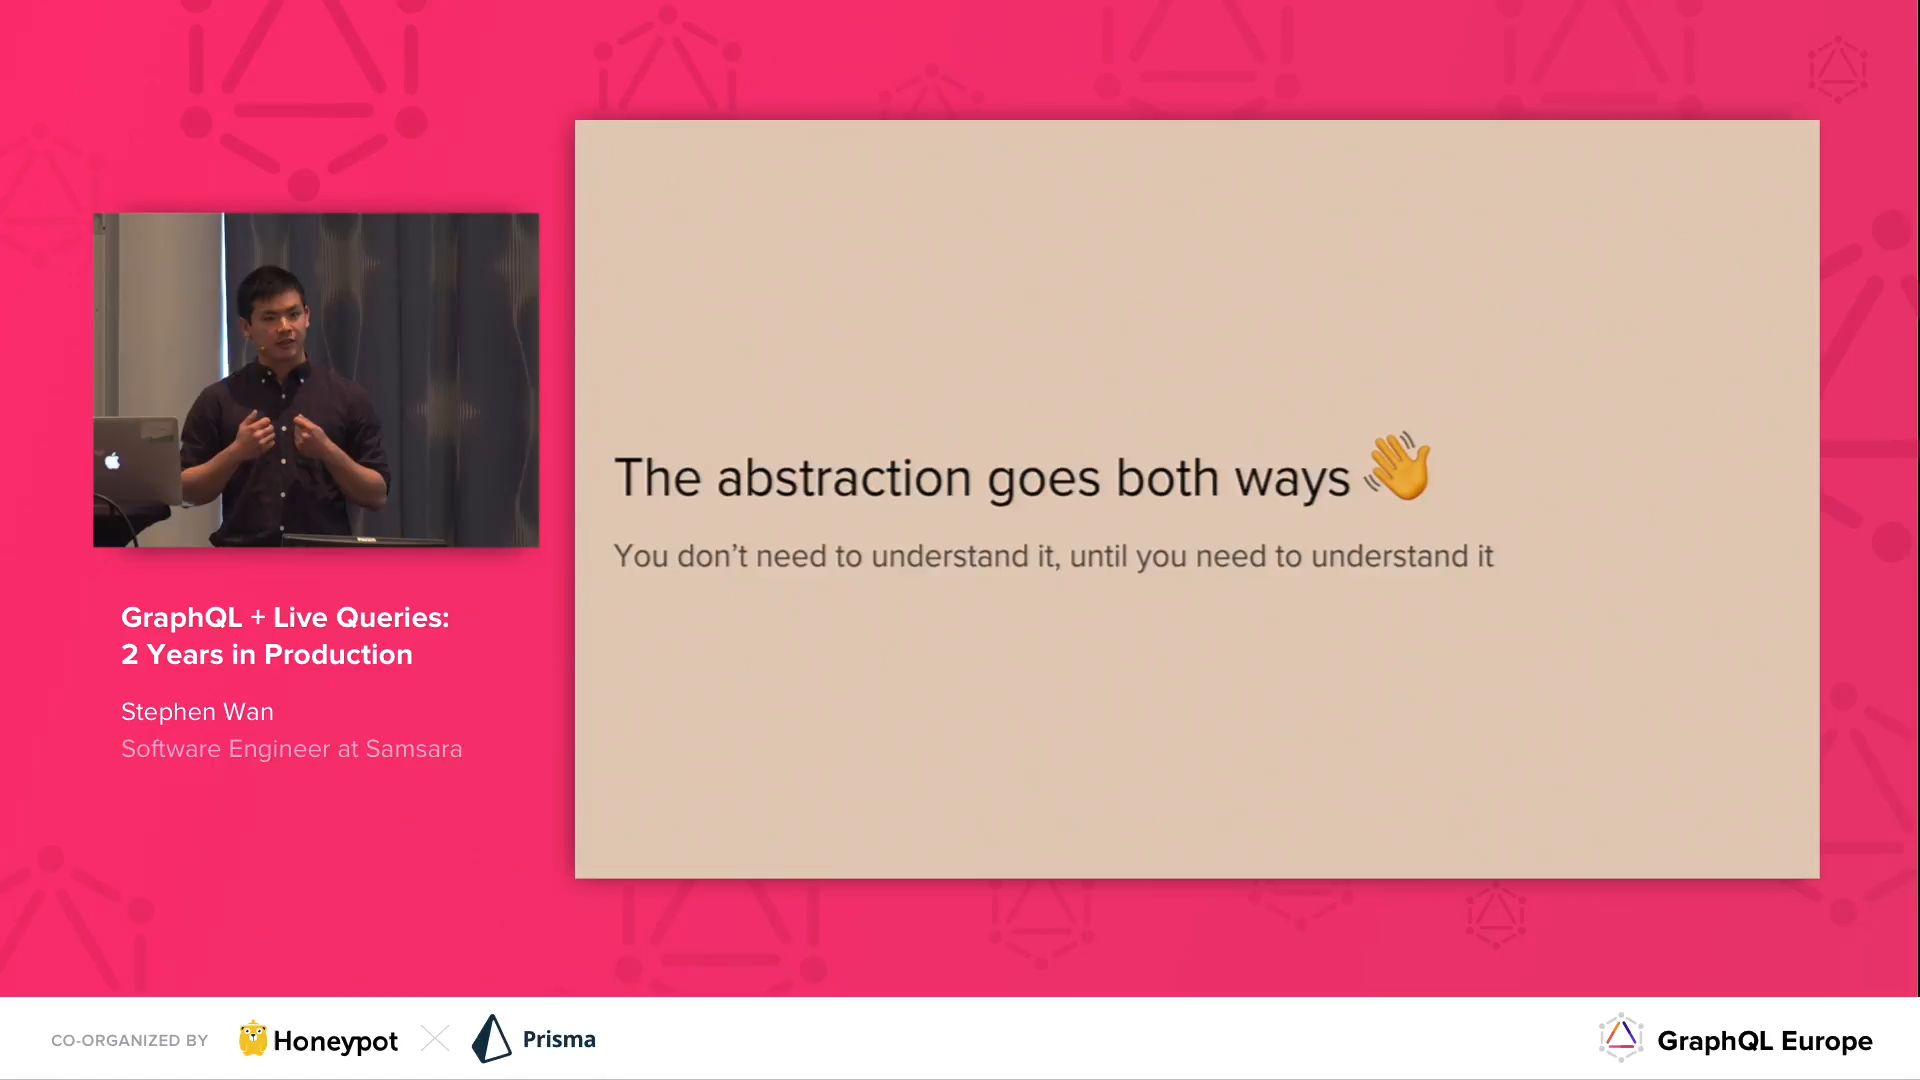 The abstraction goes both ways 👋
You don’t need to understand it, until you need to understand it
GraphQL + Live Queries:
2 Years in Production
Stephen Wan
Software Engineer at Samsara
CO-ORGANIZED BY
Honeypot
Prisma
GraphQL Europe